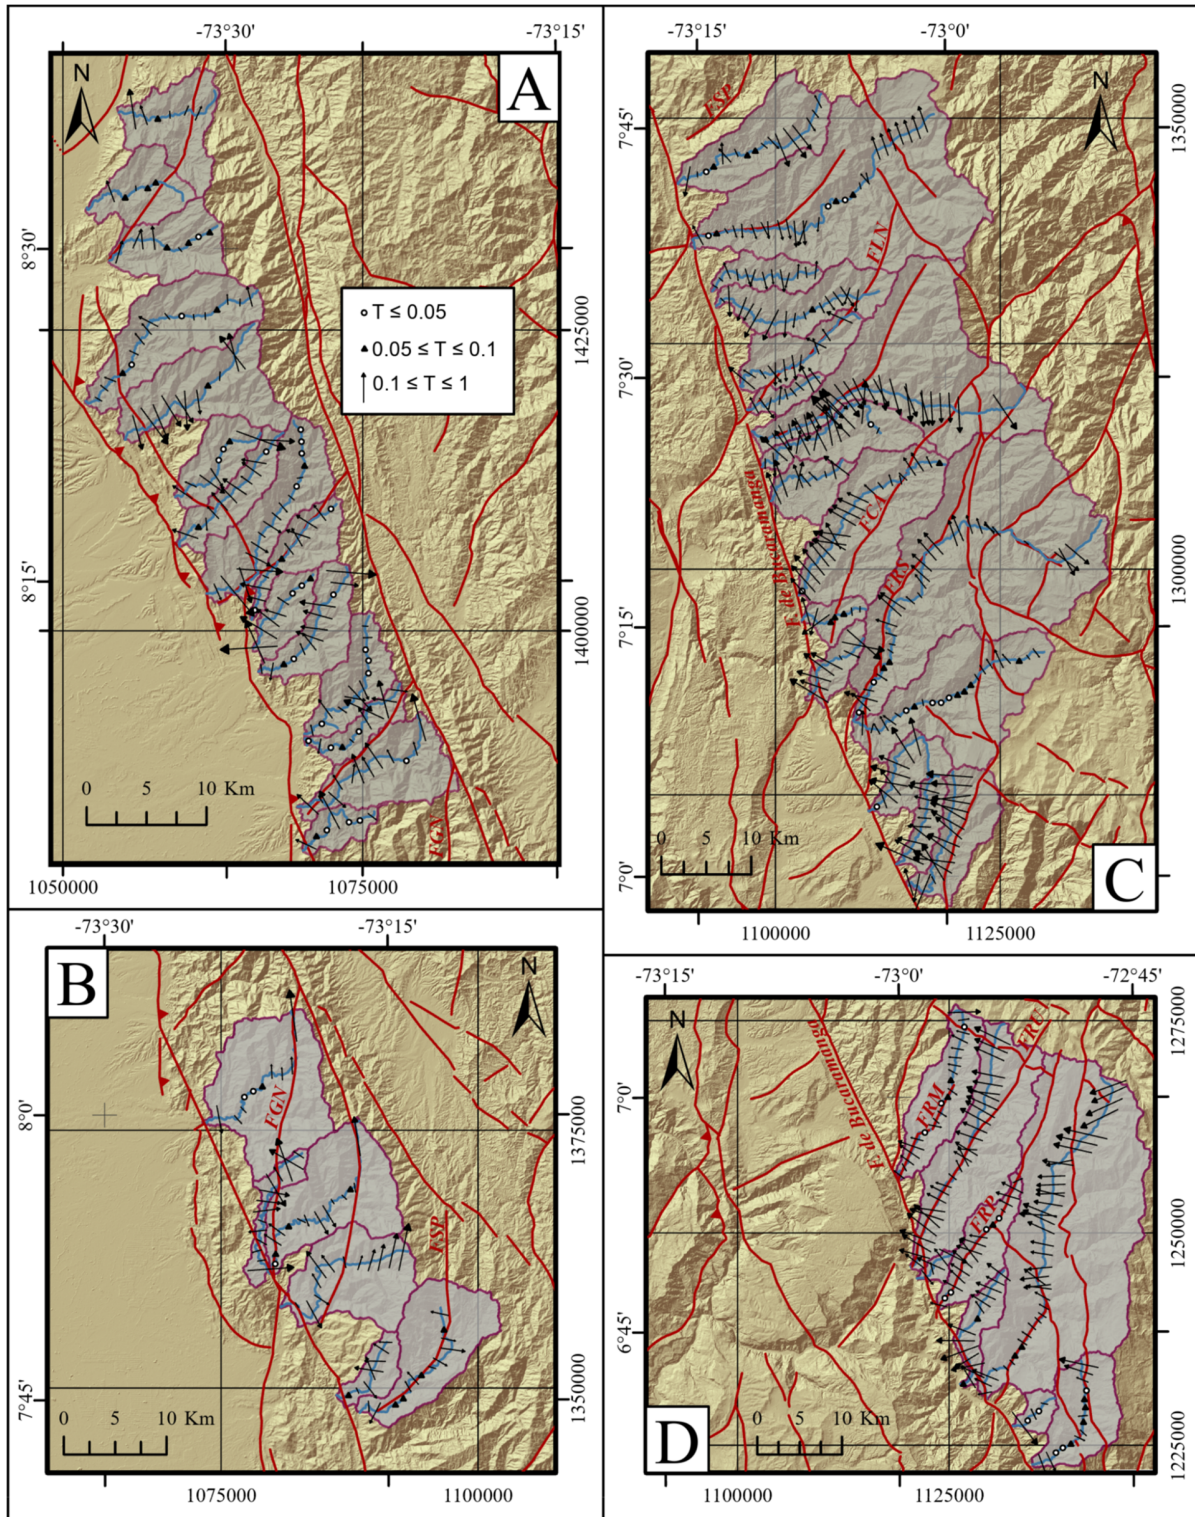 -73°30'
-73°15'
N
A
8°30'
T ≤ 0.05
0.05 ≤ T ≤ 0.1
0.1 ≤ T ≤ 1
1425000
8°15'
1400000
0 5 10 Km
FGN
1050000
1075000
-73°15'
-73°0'
FSP
N
7°45'
1350000
FLN
7°30'
F. de Bucaramanga
FCA
FRS
1300000
7°15'
0 5 10 Km
7°0'
C
1100000
1125000
-73°30'
-73°15'
B
N
FGN
8°0'
1375000
FSP
7°45'
1350000
0 5 10 Km
1075000
1100000
-73°15'
-73°0'
-72°45'
N
F. de Bucaramanga
FRU
1275000
7°0'
FRM
FRP
1250000
6°45'
D
0 5 10 Km
1225000
1100000
1125000